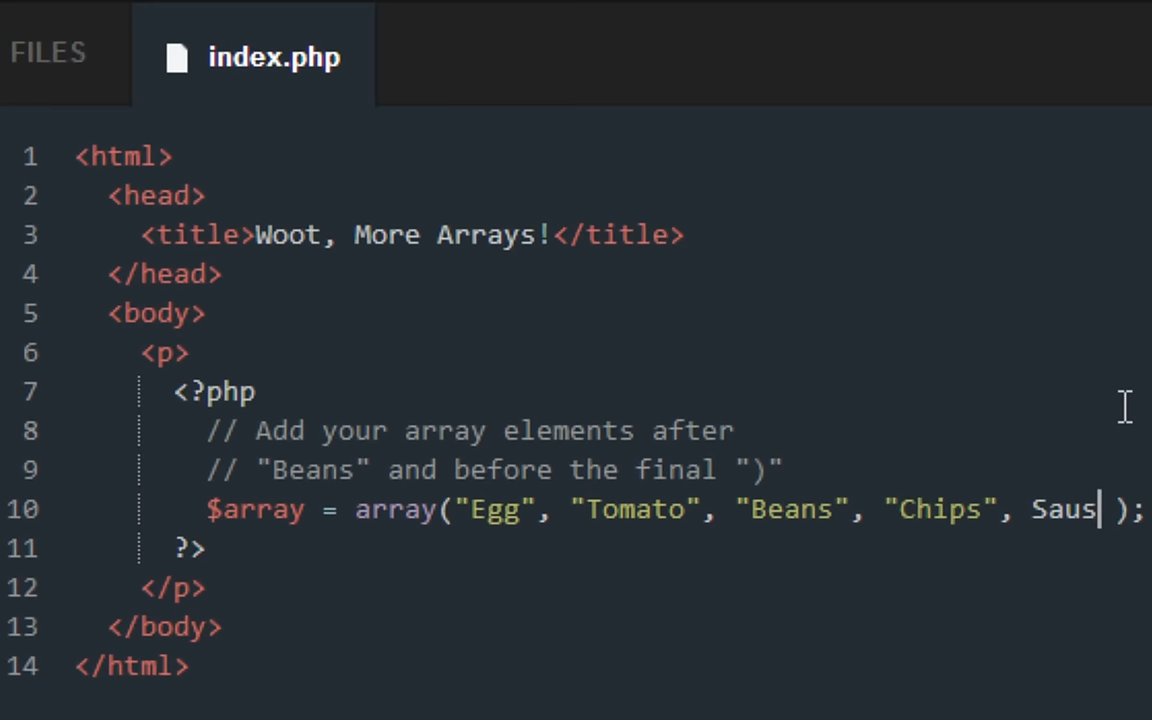 FILES
index.php
1 <html>
2 <head>
3 <title>Woot, More Arrays!</title>
4 </head>
5 <body>
6 <p>
7 <?php
8 // Add your array elements after
9 // "Beans" and before the final ")"
10 $array = array("Egg", "Tomato", "Beans", "Chips", Saus );
11 ?>
12 </p>
13 </body>
14 </html>